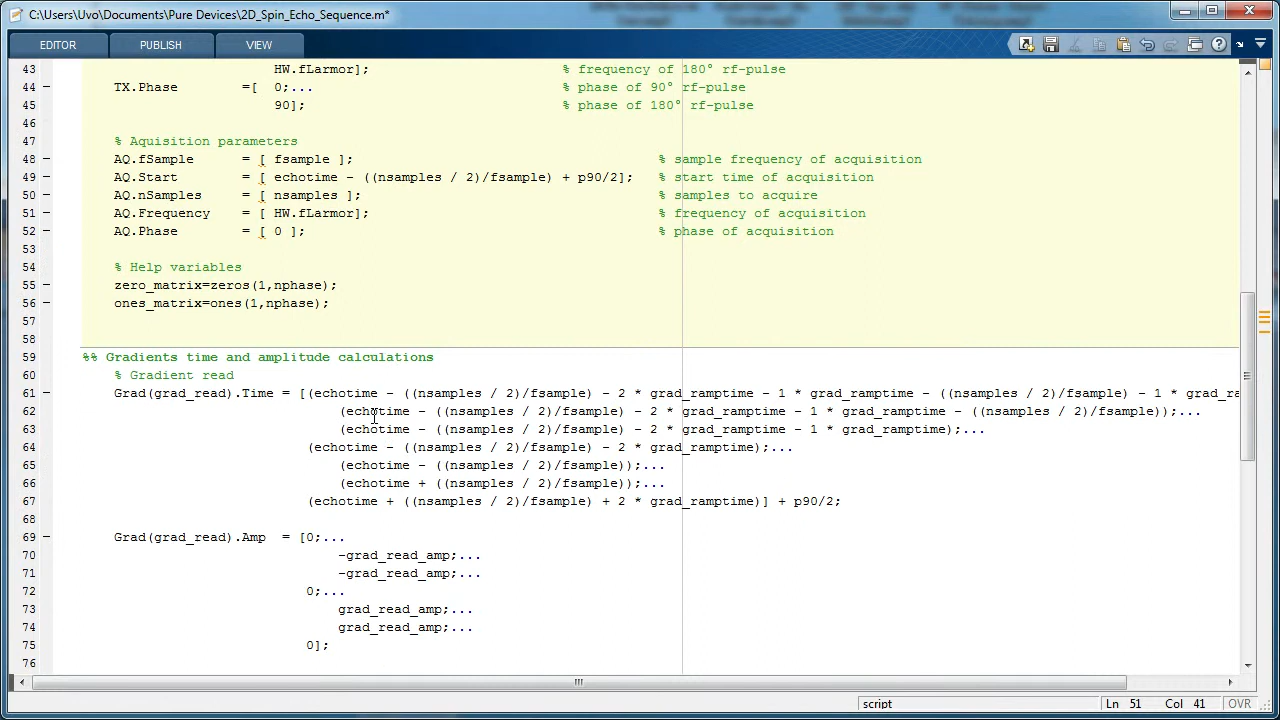 C:\Users\Uvo\Documents\Pure Devices\2D_Spin_Echo_Sequence.m*
EDITOR PUBLISH VIEW
43 HW.fLarmor]; % frequency of 180° rf-pulse
44 – TX.Phase =[ 0;... % phase of 90° rf-pulse
45 90]; % phase of 180° rf-pulse
46
47 % Aquisition parameters
48 – AQ.fSample = [ fsample ]; % sample frequency of acquisition
49 – AQ.Start = [ echotime - ((nsamples / 2)/fsample) + p90/2]; % start time of acquisition
50 – AQ.nSamples = [ nsamples ]; % samples to acquire
51 – AQ.Frequency = [ HW.fLarmor]; % frequency of acquisition
52 – AQ.Phase = [ 0 ]; % phase of acquisition
53
54 % Help variables
55 – zero_matrix=zeros(1,nphase);
56 – ones_matrix=ones(1,nphase);
57
58
59 %% Gradients time and amplitude calculations
60 % Gradient read
61 – Grad(grad_read).Time = [(echotime - ((nsamples / 2)/fsample) - 2 * grad_ramptime - 1 * grad_ramptime - ((nsamples / 2)/fsample) - 1 * grad_ra
62 (echotime - ((nsamples / 2)/fsample) - 2 * grad_ramptime - 1 * grad_ramptime - ((nsamples / 2)/fsample));...
63 (echotime - ((nsamples / 2)/fsample) - 2 * grad_ramptime - 1 * grad_ramptime);...
64 (echotime - ((nsamples / 2)/fsample) - 2 * grad_ramptime);...
65 (echotime - ((nsamples / 2)/fsample));...
66 (echotime + ((nsamples / 2)/fsample));...
67 (echotime + ((nsamples / 2)/fsample) + 2 * grad_ramptime)] + p90/2;
68
69 – Grad(grad_read).Amp = [0;...
70 -grad_read_amp;...
71 -grad_read_amp;...
72 0;...
73 grad_read_amp;...
74 grad_read_amp;...
75 0];
76
script Ln 51 Col 41 OVR